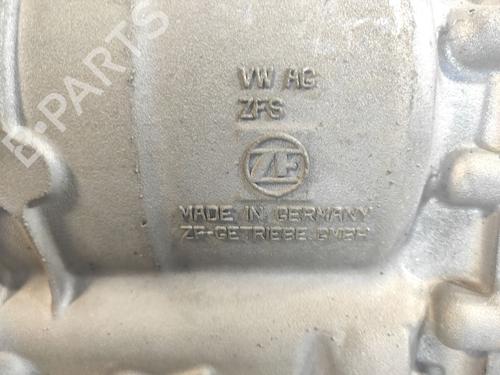 VW AG
ZFS
ZF
MADE IN GERMANY
ZF-GETRIEBE GMBH
B-PARTS